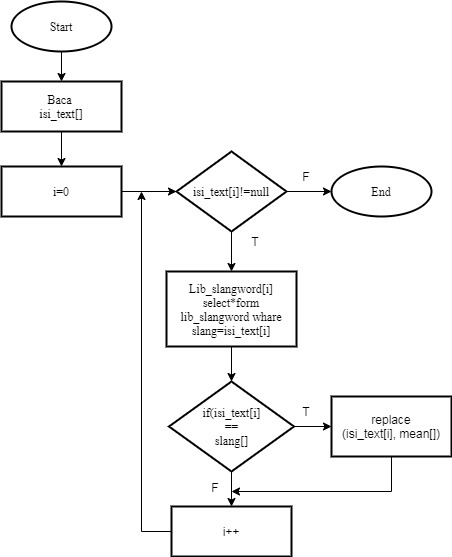 Start
Baca
isi_text[]
i=0
isi_text[i]!=null
F
End
T
Lib_slangword[i]
select*form
lib_slangword whare
slang=isi_text[i]
if(isi_text[i]
==
slang[]
T
replace
(isi_text[i], mean[])
F
i++